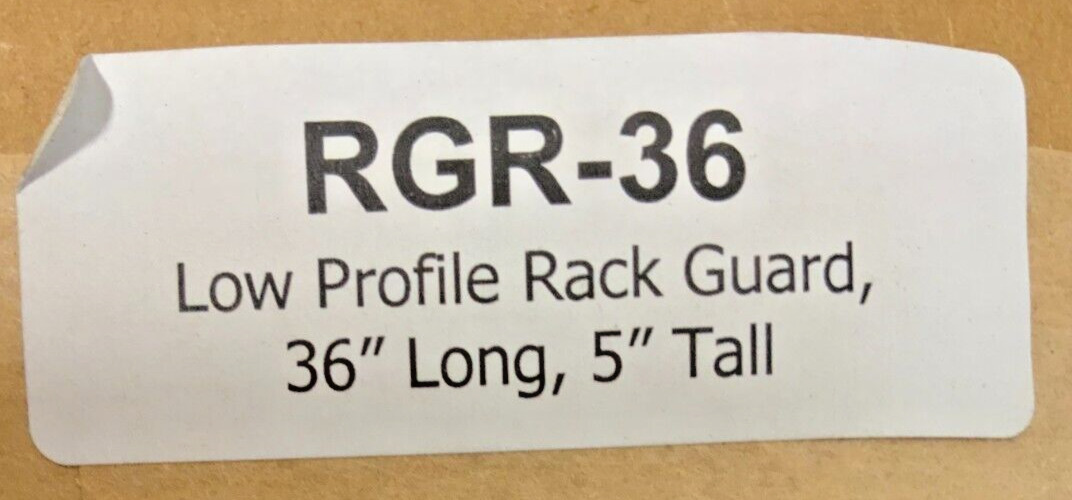 RGR-36
Low Profile Rack Guard,
36″ Long, 5″ Tall